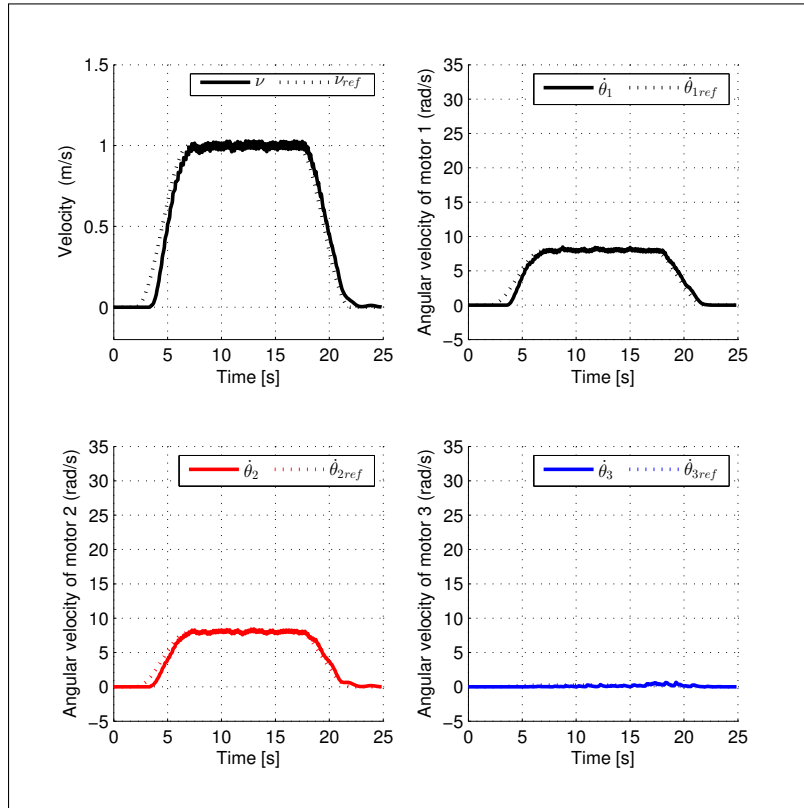 ν ν_ref
Velocity (m/s)
1.5
1
0.5
0
0 5 10 15 20 25
Time [s]
θ̇₁ θ̇_1ref
Angular velocity of motor 1 (rad/s)
35
30
25
20
15
10
5
0
−5
0 5 10 15 20 25
Time [s]
θ̇₂ θ̇_2ref
Angular velocity of motor 2 (rad/s)
35
30
25
20
15
10
5
0
−5
0 5 10 15 20 25
Time [s]
θ̇₃ θ̇_3ref
Angular velocity of motor 3 (rad/s)
35
30
25
20
15
10
5
0
−5
0 5 10 15 20 25
Time [s]